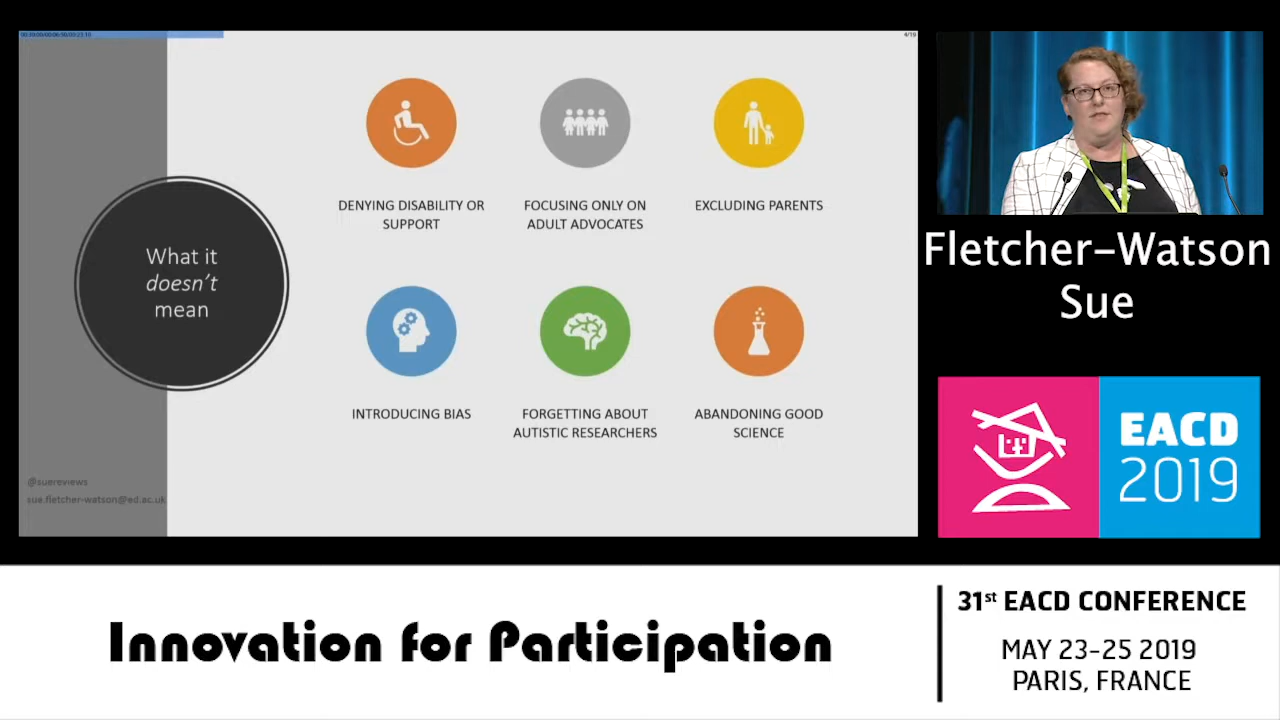 4/19
What it
doesn't
mean
DENYING DISABILITY OR
SUPPORT
FOCUSING ONLY ON
ADULT ADVOCATES
EXCLUDING PARENTS
INTRODUCING BIAS
FORGETTING ABOUT
AUTISTIC RESEARCHERS
ABANDONING GOOD
SCIENCE
@suereviews
sue.fletcher-watson@ed.ac.uk
Fletcher-Watson
Sue
EACD
2019
Innovation for Participation
31st EACD CONFERENCE
MAY 23-25 2019
PARIS, FRANCE